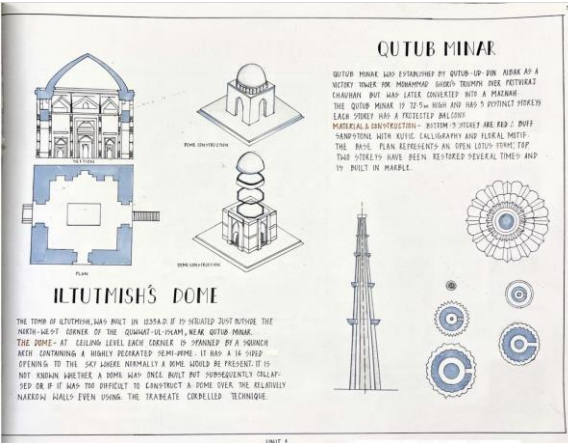 SECTION
PLAN
DOME CONSTRUCTION
DOME CONSTRUCTION
ILTUTMISH'S DOME
THE TOMB OF ILTUTMISH, WAS BUILT IN 1235A.D. IT IS SITUATED JUST OUTSIDE THE
NORTH-WEST CORNER OF THE QUWWAT-UL-ISLAM, NEAR QUTUB MINAR.
THE DOME- AT CEILING LEVEL EACH CORNER IS SPANNED BY A SQUINCH
ARCH CONTAINING A HIGHLY DECORATED SEMI-DOME. IT HAS A 16 SIDED
OPENING TO THE SKY WHERE NORMALLY A DOME WOULD BE PRESENT. IT IS
NOT KNOWN WHETHER A DOME WAS ONCE BUILT BUT SUBSEQUENTLY COLLAP-
SED OR IF IT WAS TOO DIFFICULT TO CONSTRUCT A DOME OVER THE RELATIVELY
NARROW WALLS EVEN USING THE TRABEATE CORBELLED TECHNIQUE.
QUTUB MINAR
QUTUB MINAR WAS ESTABLISHED BY QUTUB-UD-DIN AIBAK AS A
VICTORY TOWER FOR MOHAMMAD GHORI'S TRIUMPH OVER PRITHVIRAJ
CHAUHAN BUT WAS LATER CONVERTED INTO A MAZNAH.
THE QUTUB MINAR IS 72.5m HIGH AND HAS 5 DISTINCT STOREYS
EACH STOREY HAS A PROJECTED BALCONY.
MATERIAL & CONSTRUCTION- BOTTOM 3 STOREY ARE RED & BUFF
SANDSTONE WITH KUFIC CALLIGRAPHY AND FLORAL MOTIF.
THE BASE PLAN REPRESENTS AN OPEN LOTUS FORM, TOP
TWO STOREYS HAVE BEEN RESTORED SEVERAL TIMES AND
IS BUILT IN MARBLE.